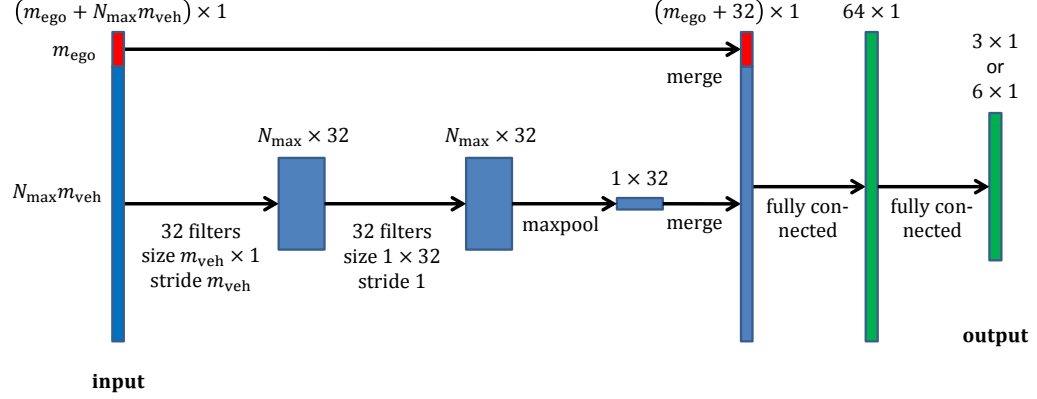 (m_ego + N_max m_veh) × 1
(m_ego + 32) × 1
64 × 1
3 × 1
or
6 × 1
m_ego
merge
N_max × 32
N_max × 32
1 × 32
N_max m_veh
maxpool
merge
fully con-
nected
fully con-
nected
32 filters
size m_veh × 1
stride m_veh
32 filters
size 1 × 32
stride 1
output
input